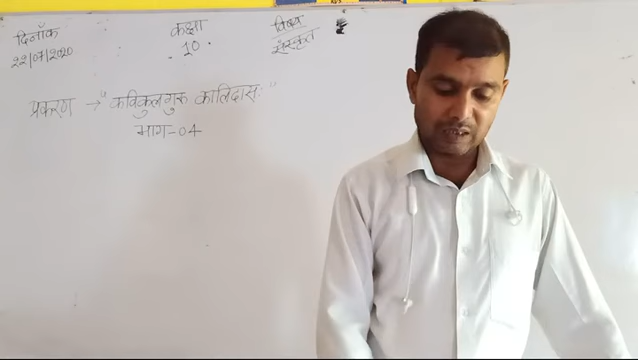 दिनाँक
22/07/2020
कक्षा
10
विषय
संस्कृत
प्रकरण → "कविकुलगुरु कालिदासः"
भाग-04